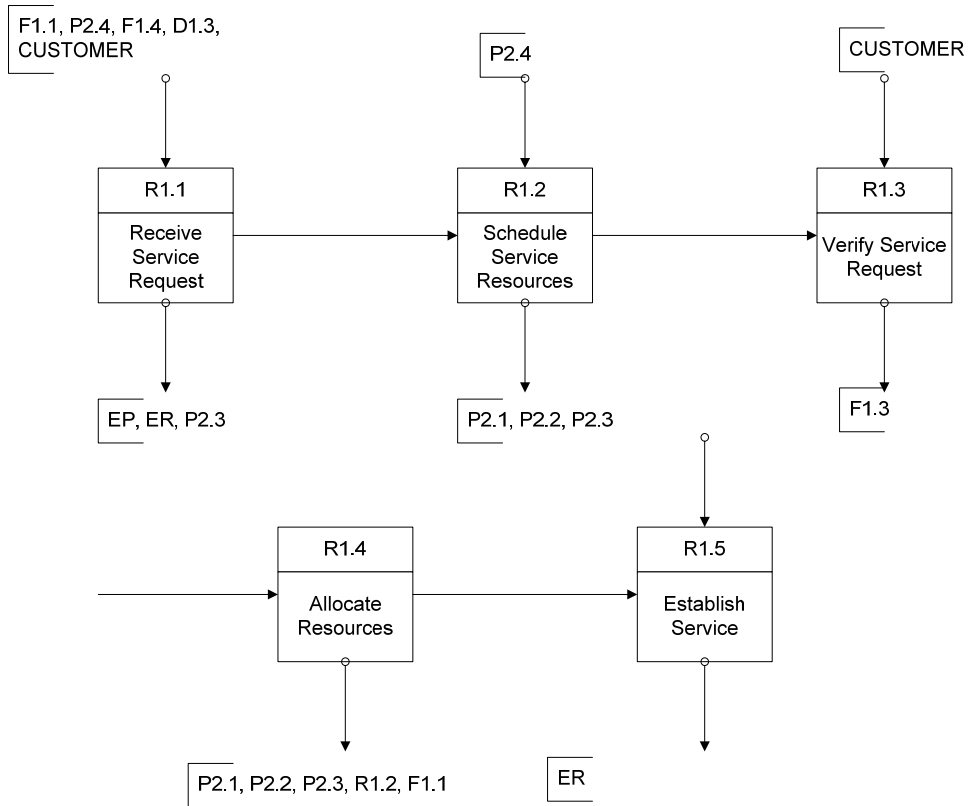 F1.1, P2.4, F1.4, D1.3,
CUSTOMER
P2.4
CUSTOMER
R1.1
Receive
Service
Request
R1.2
Schedule
Service
Resources
R1.3
Verify Service
Request
EP, ER, P2.3
P2.1, P2.2, P2.3
F1.3
R1.4
Allocate
Resources
R1.5
Establish
Service
P2.1, P2.2, P2.3, R1.2, F1.1
ER